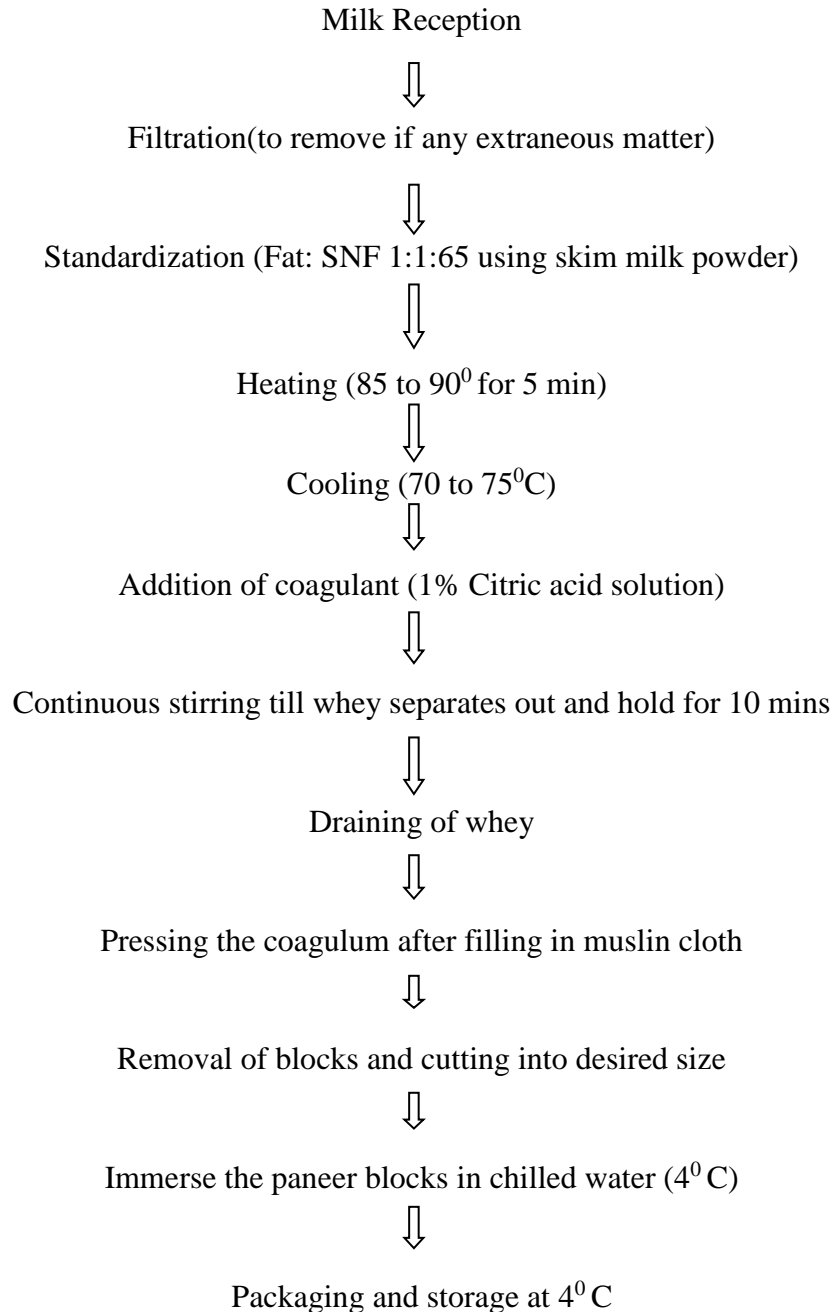 Milk Reception
Filtration(to remove if any extraneous matter)
Standardization (Fat: SNF 1:1:65 using skim milk powder)
Heating (85 to 90⁰ for 5 min)
Cooling (70 to 75⁰C)
Addition of coagulant (1% Citric acid solution)
Continuous stirring till whey separates out and hold for 10 mins
Draining of whey
Pressing the coagulum after filling in muslin cloth
Removal of blocks and cutting into desired size
Immerse the paneer blocks in chilled water (4⁰ C)
Packaging and storage at 4⁰ C